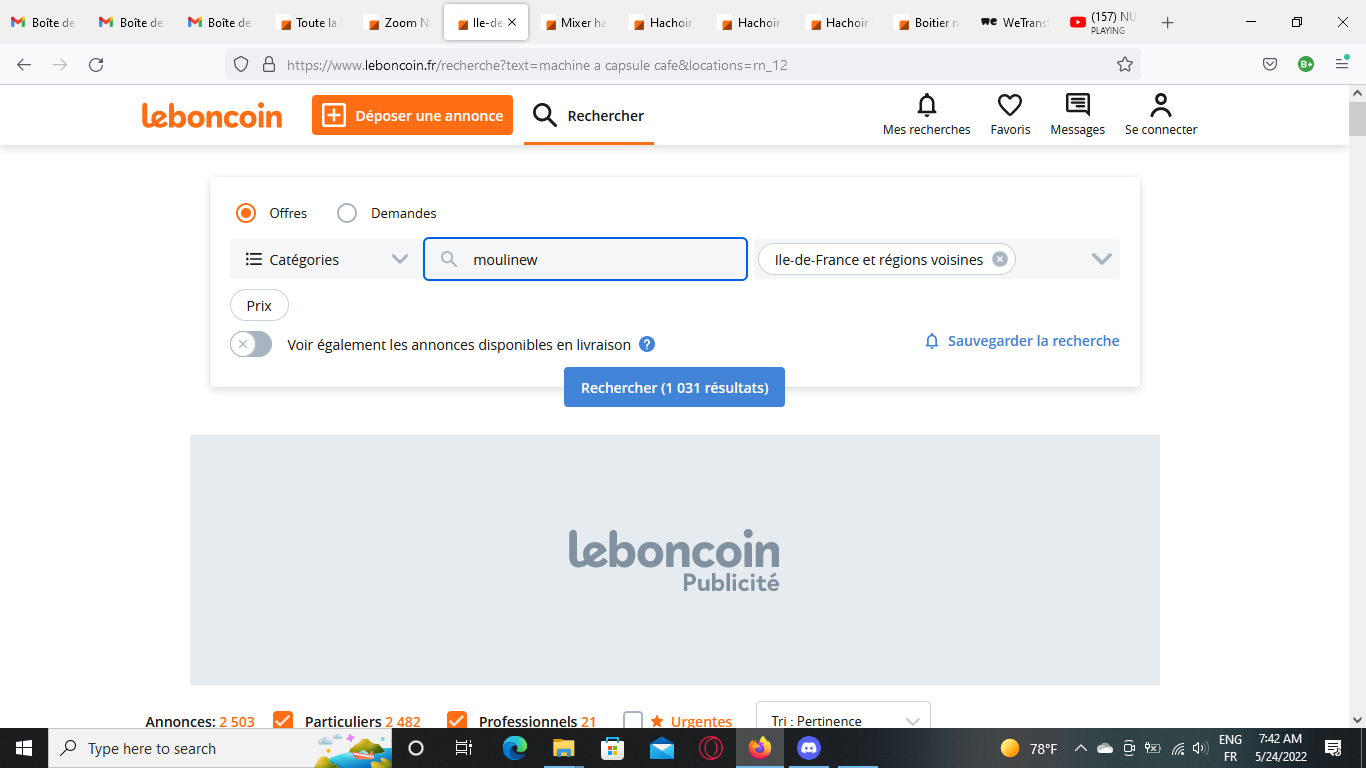 Boîte de
Boîte de
Boîte de
Toute la
Zoom Ni
Ile-de
Mixer ha
Hachoir
Hachoir
Hachoir
Boitier n
we WeTrans
(157) NU
PLAYING
https://www.leboncoin.fr/recherche?text=machine a capsule cafe&locations=rn_12
leboncoin
Déposer une annonce
Rechercher
Mes recherches
Favoris
Messages
Se connecter
Offres
Demandes
Catégories
moulinew
Ile-de-France et régions voisines
Prix
Voir également les annonces disponibles en livraison ?
Sauvegarder la recherche
Rechercher (1 031 résultats)
leboncoin
Publicité
Annonces: 2 503
Particuliers 2 482
Professionnels 21
Urgentes
Tri : Pertinence
Type here to search
78°F
ENG
FR
7:42 AM
5/24/2022